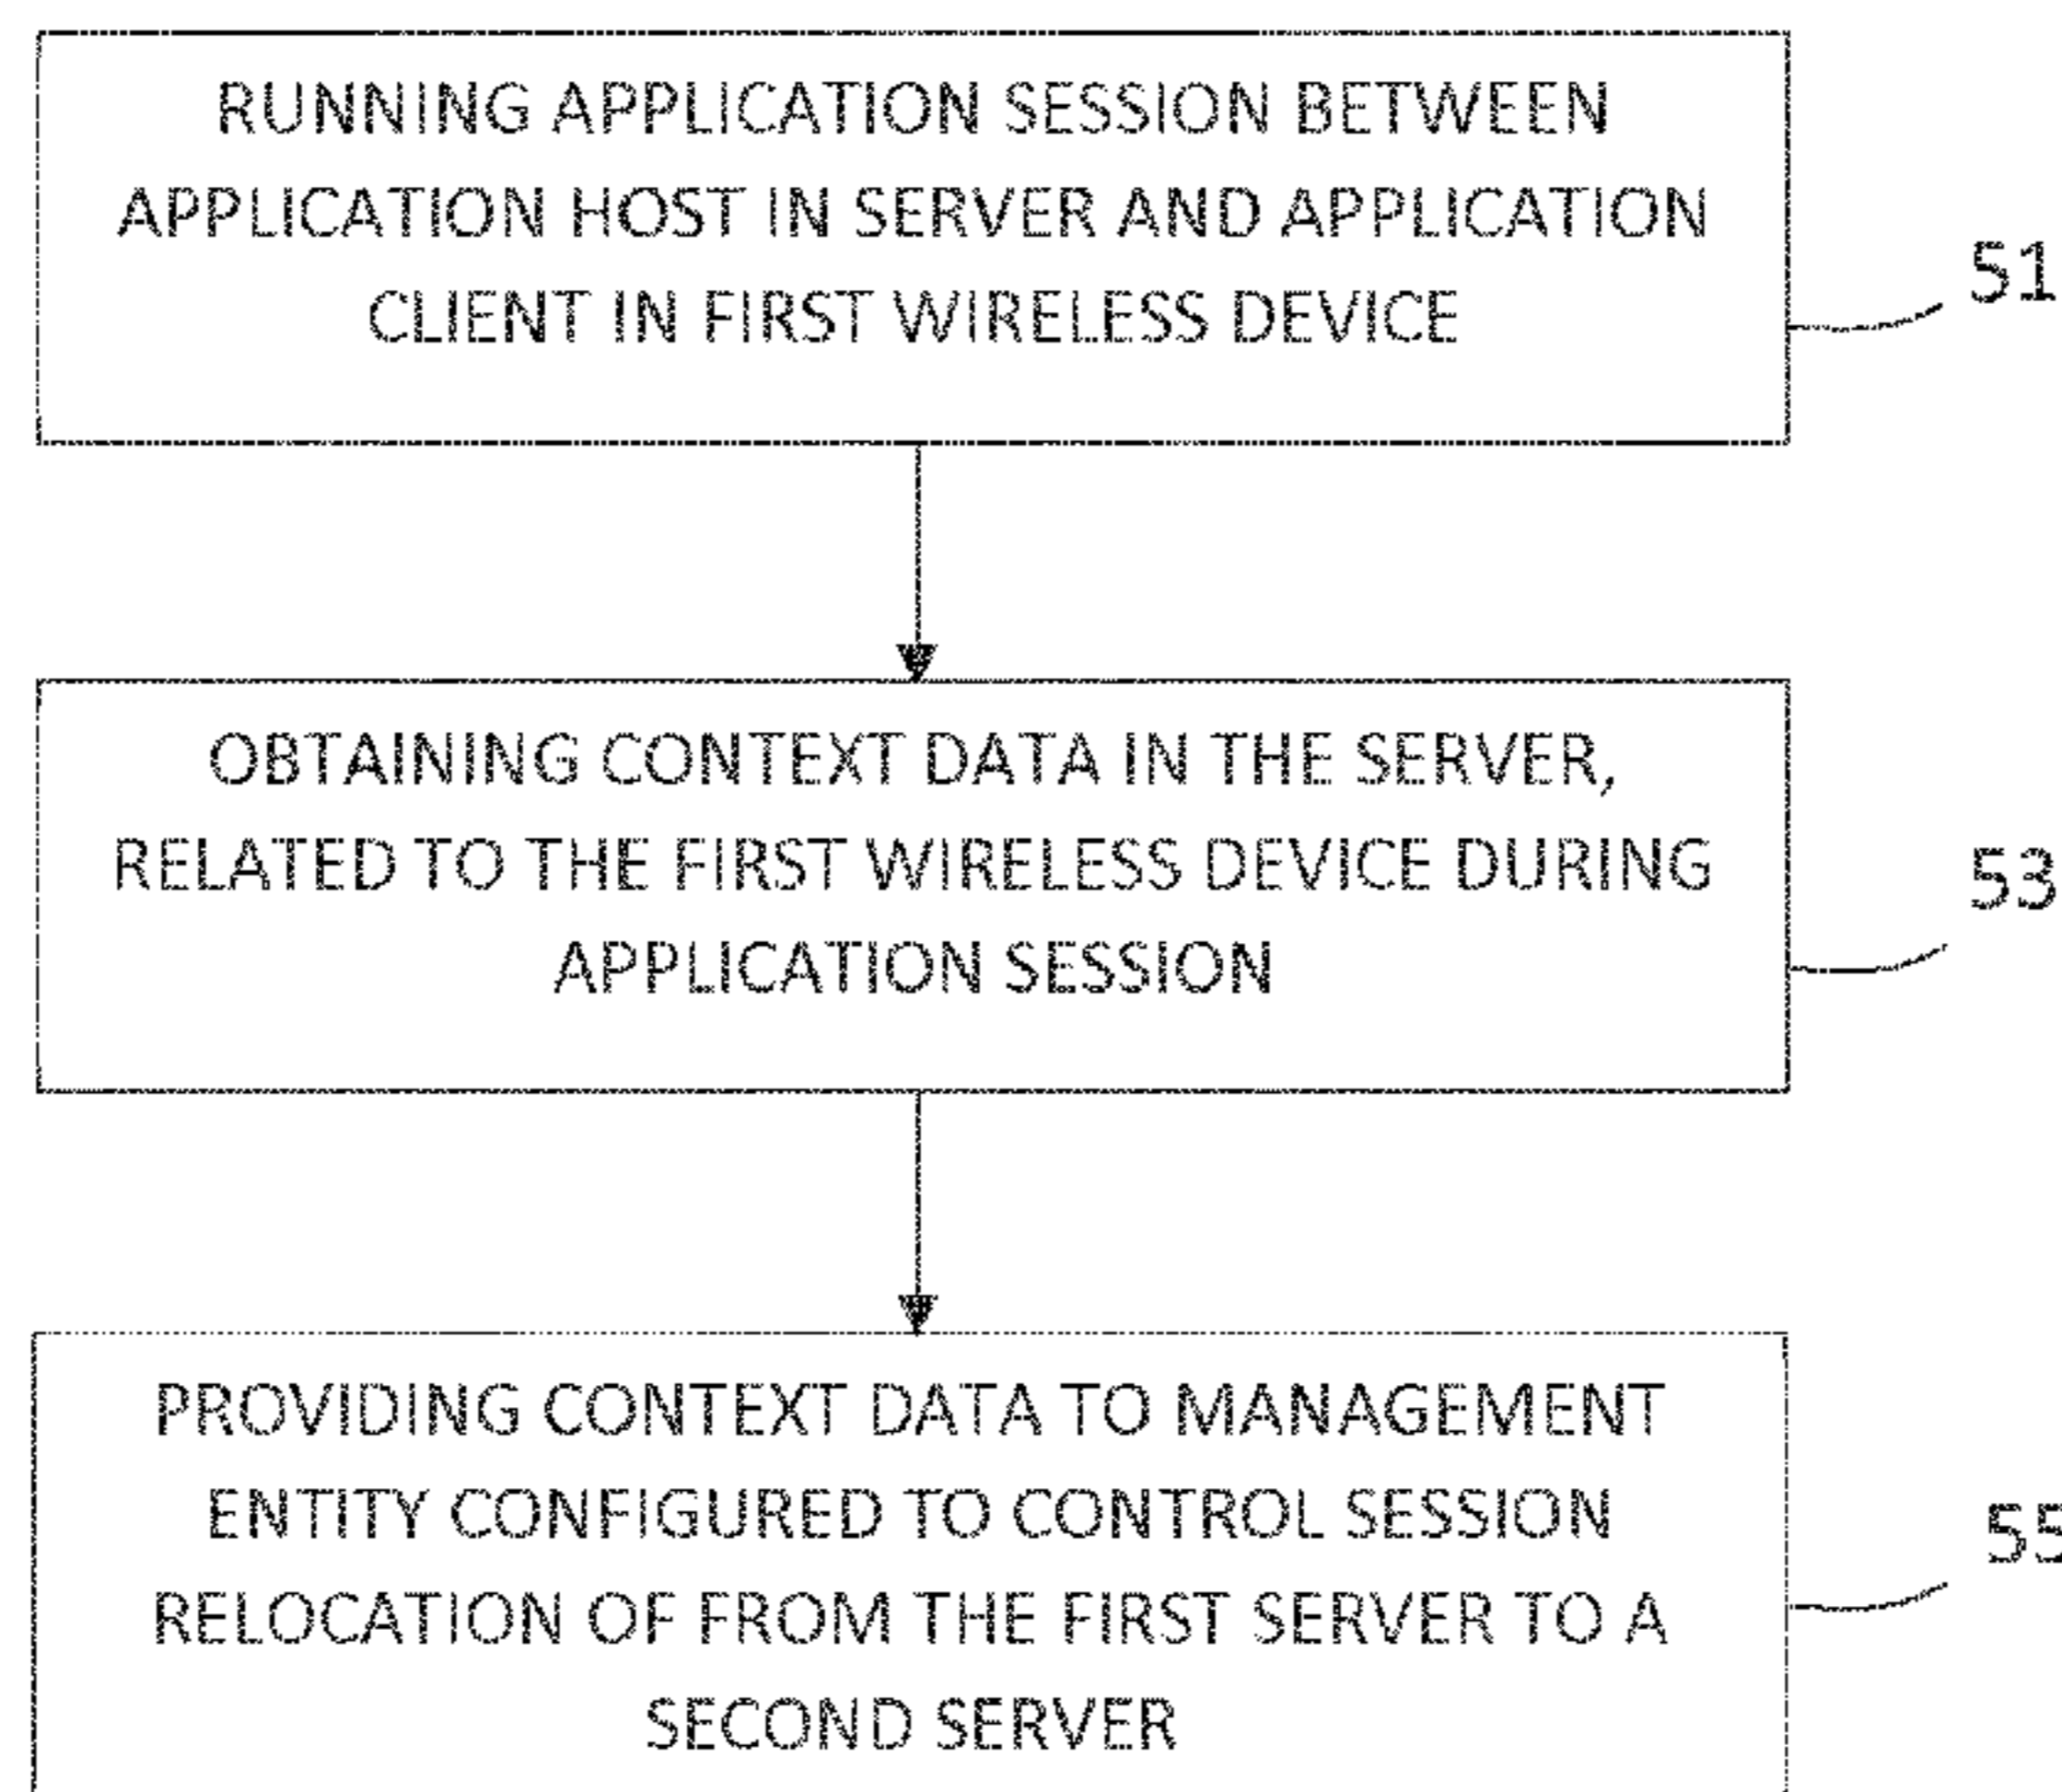 RUNNING APPLICATION SESSION BETWEEN
APPLICATION HOST IN SERVER AND APPLICATION
CLIENT IN FIRST WIRELESS DEVICE
51
OBTAINING CONTEXT DATA IN THE SERVER,
RELATED TO THE FIRST WIRELESS DEVICE DURING
APPLICATION SESSION
53
PROVIDING CONTEXT DATA TO MANAGEMENT
ENTITY CONFIGURED TO CONTROL SESSION
RELOCATION OF FROM THE FIRST SERVER TO A
SECOND SERVER
55